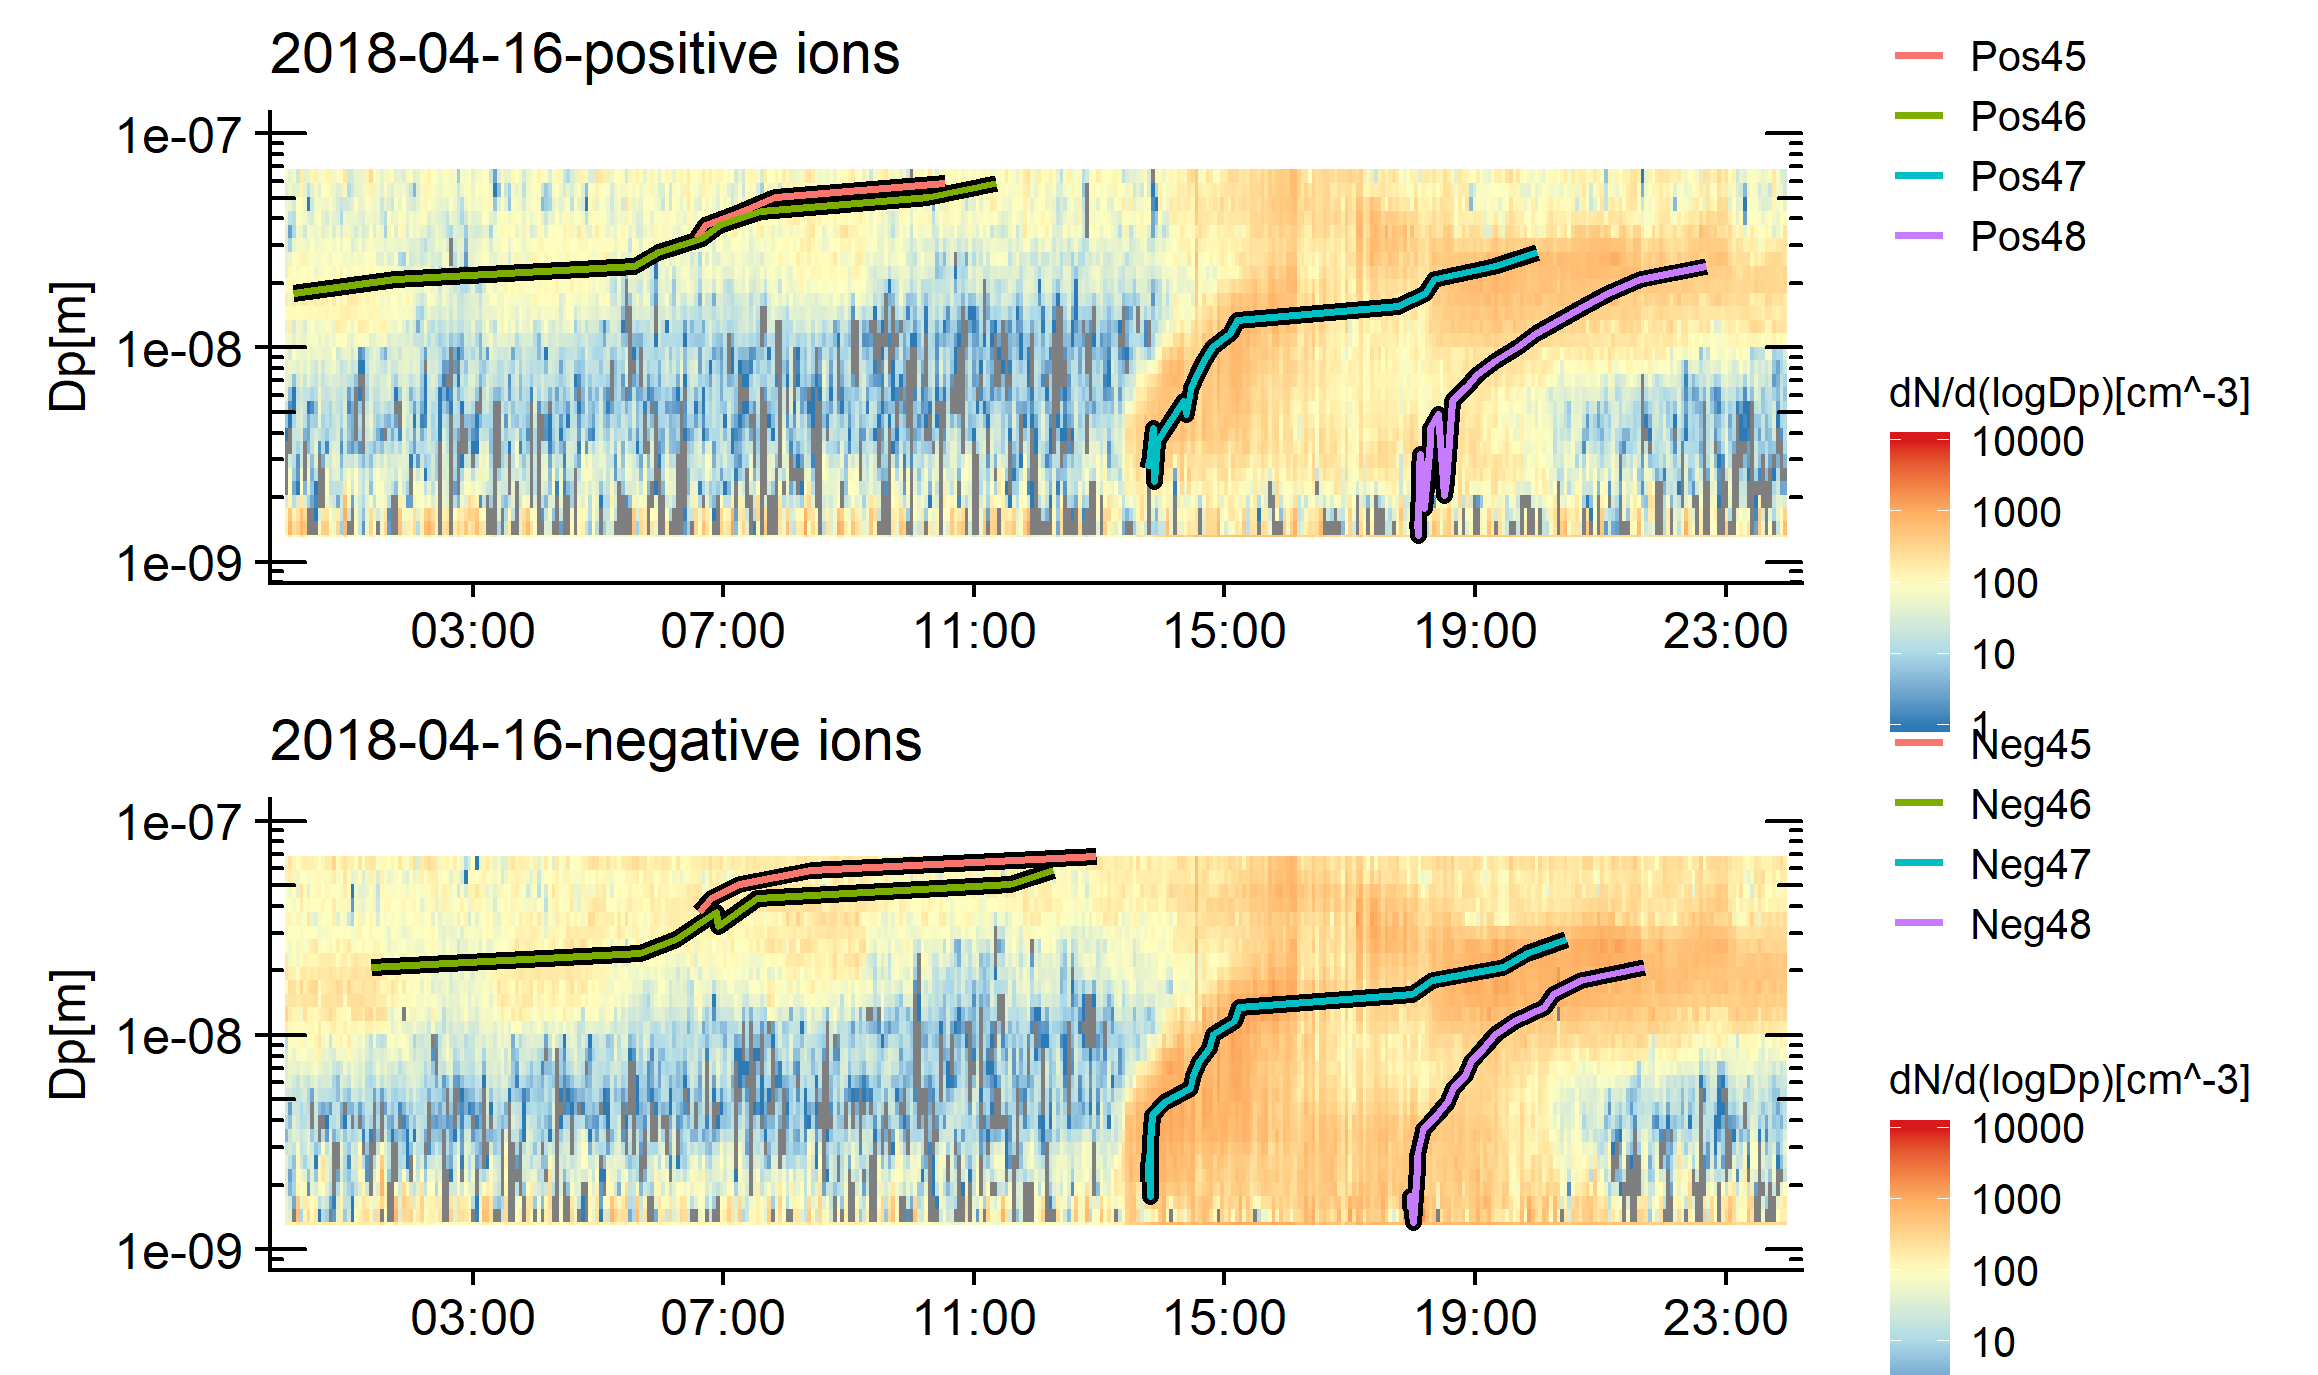 2018-04-16-positive ions
1e-07
1e-08
1e-09
Dp[m]
03:00
07:00
11:00
15:00
19:00
23:00
Pos45
Pos46
Pos47
Pos48
dN/d(logDp)[cm^-3]
10000
1000
100
10
1
2018-04-16-negative ions
1e-07
1e-08
1e-09
Dp[m]
03:00
07:00
11:00
15:00
19:00
23:00
Neg45
Neg46
Neg47
Neg48
dN/d(logDp)[cm^-3]
10000
1000
100
10